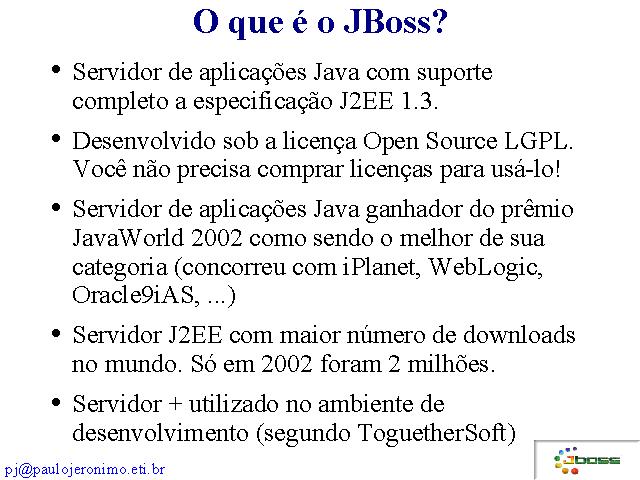 O que é o JBoss?
• Servidor de aplicações Java com suporte
completo a especificação J2EE 1.3.
• Desenvolvido sob a licença Open Source LGPL.
Você não precisa comprar licenças para usá-lo!
• Servidor de aplicações Java ganhador do prêmio
JavaWorld 2002 como sendo o melhor de sua
categoria (concorreu com iPlanet, WebLogic,
Oracle9iAS, ...)
• Servidor J2EE com maior número de downloads
no mundo. Só em 2002 foram 2 milhões.
• Servidor + utilizado no ambiente de
desenvolvimento (segundo ToguetherSoft)
pj@paulojeronimo.eti.br
JBoss